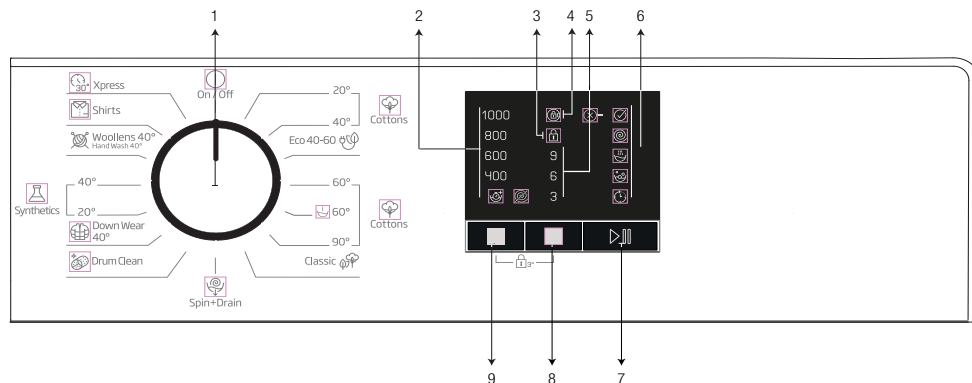 1
2
3
4
5
6
30°
Xpress
On / Off
20°
Cottons
Shirts
40°
Woollens 40°
Hand Wash 40°
Eco 40-60
40°
Synthetics
20°
60°
60°
Cottons
Down Wear
40°
90°
Drum Clean
Classic
Spin+Drain
1000
800
600
9
400
6
3
3"
9
8
7